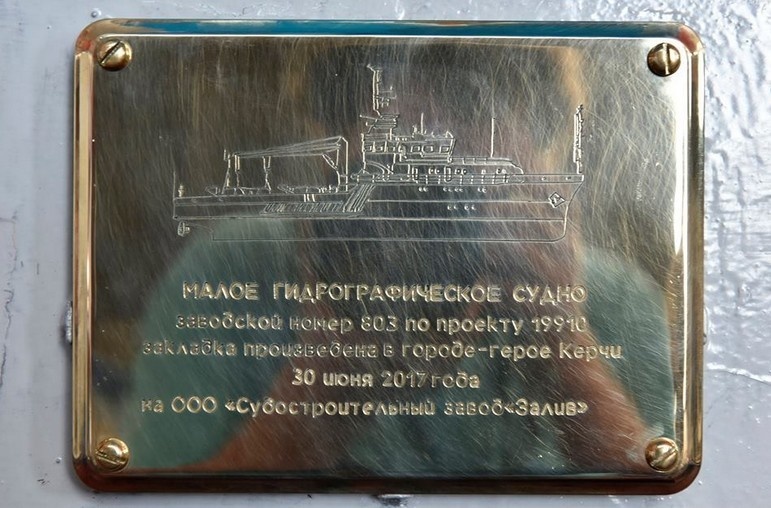 МАЛОЕ ГИДРОГРАФИЧЕСКОЕ СУДНО
заводской номер 803 по проекту 19910
закладка произведена в городе-герое Керчи
30 июня 2017 года
на ООО «Судостроительный завод«Залив»